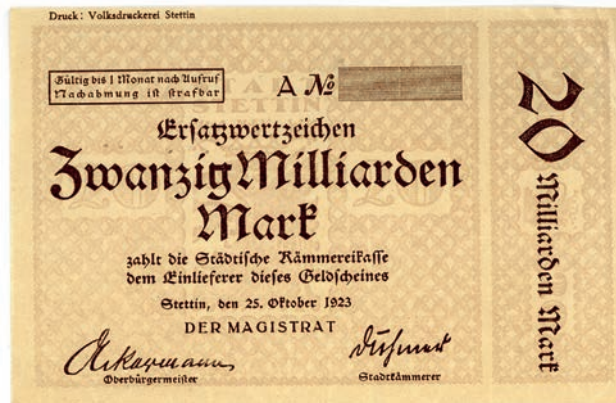 Druck: Volksdruckerei Stettin
Gültig bis 1 Monat nach Aufruf
Nachahmung ist strafbar
A №
Ersatzwertzeichen
Zwanzig Milliarden
Mark
zahlt die Städtische Kämmereikasse
dem Einlieferer dieses Geldscheines
Stettin, den 25. Oktober 1923
DER MAGISTRAT
Ackermann
Oberbürgermeister
Stadtkämmerer
20 Milliarden Mark